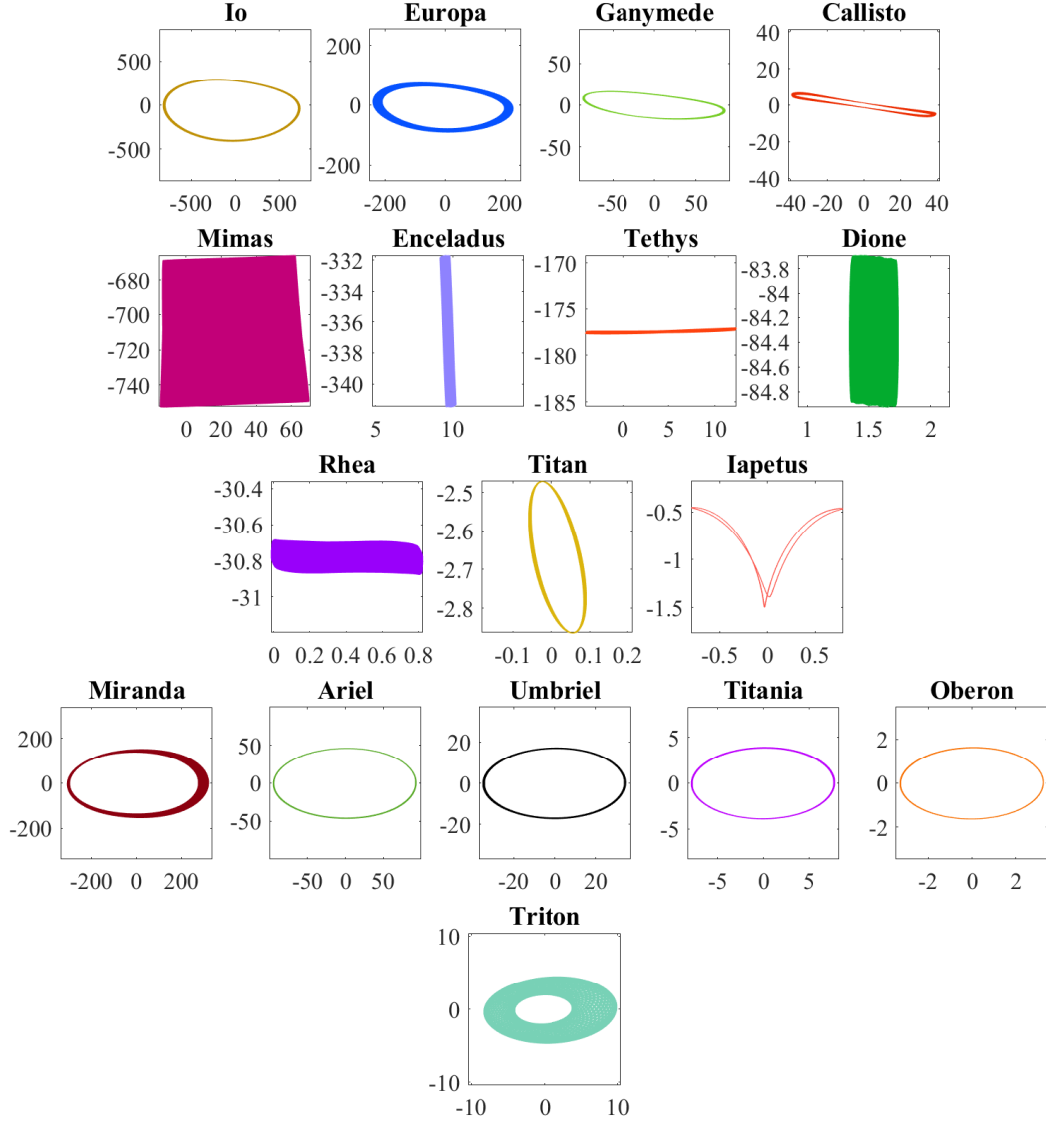 Io Europa Ganymede Callisto
500 200 50 40
20
0 0 0 0
-20
-500 -200 -50 -40
-500 0 500 -200 0 200 -50 0 50 -40 -20 0 20 40
Mimas Enceladus Tethys Dione
-680 -332 -170 -83.8
-700 -334 -175 -84
-720 -336 -180 -84.2
-740 -338 -185 -84.4
-340 -84.6
-84.8
0 20 40 60 5 10 0 5 10 1 1.5 2
Rhea Titan Iapetus
-30.4 -2.5 -0.5
-30.6 -2.6 -1
-30.8 -2.7 -1.5
-31 -2.8
0 0.2 0.4 0.6 0.8 -0.1 0 0.1 0.2 -0.5 0 0.5
Miranda Ariel Umbriel Titania Oberon
200 50 20 5 2
0 0 0 0 0
-200 -50 -20 -5 -2
-200 0 200 -50 0 50 -20 0 20 -5 0 5 -2 0 2
Triton
10
0
-10
-10 0 10